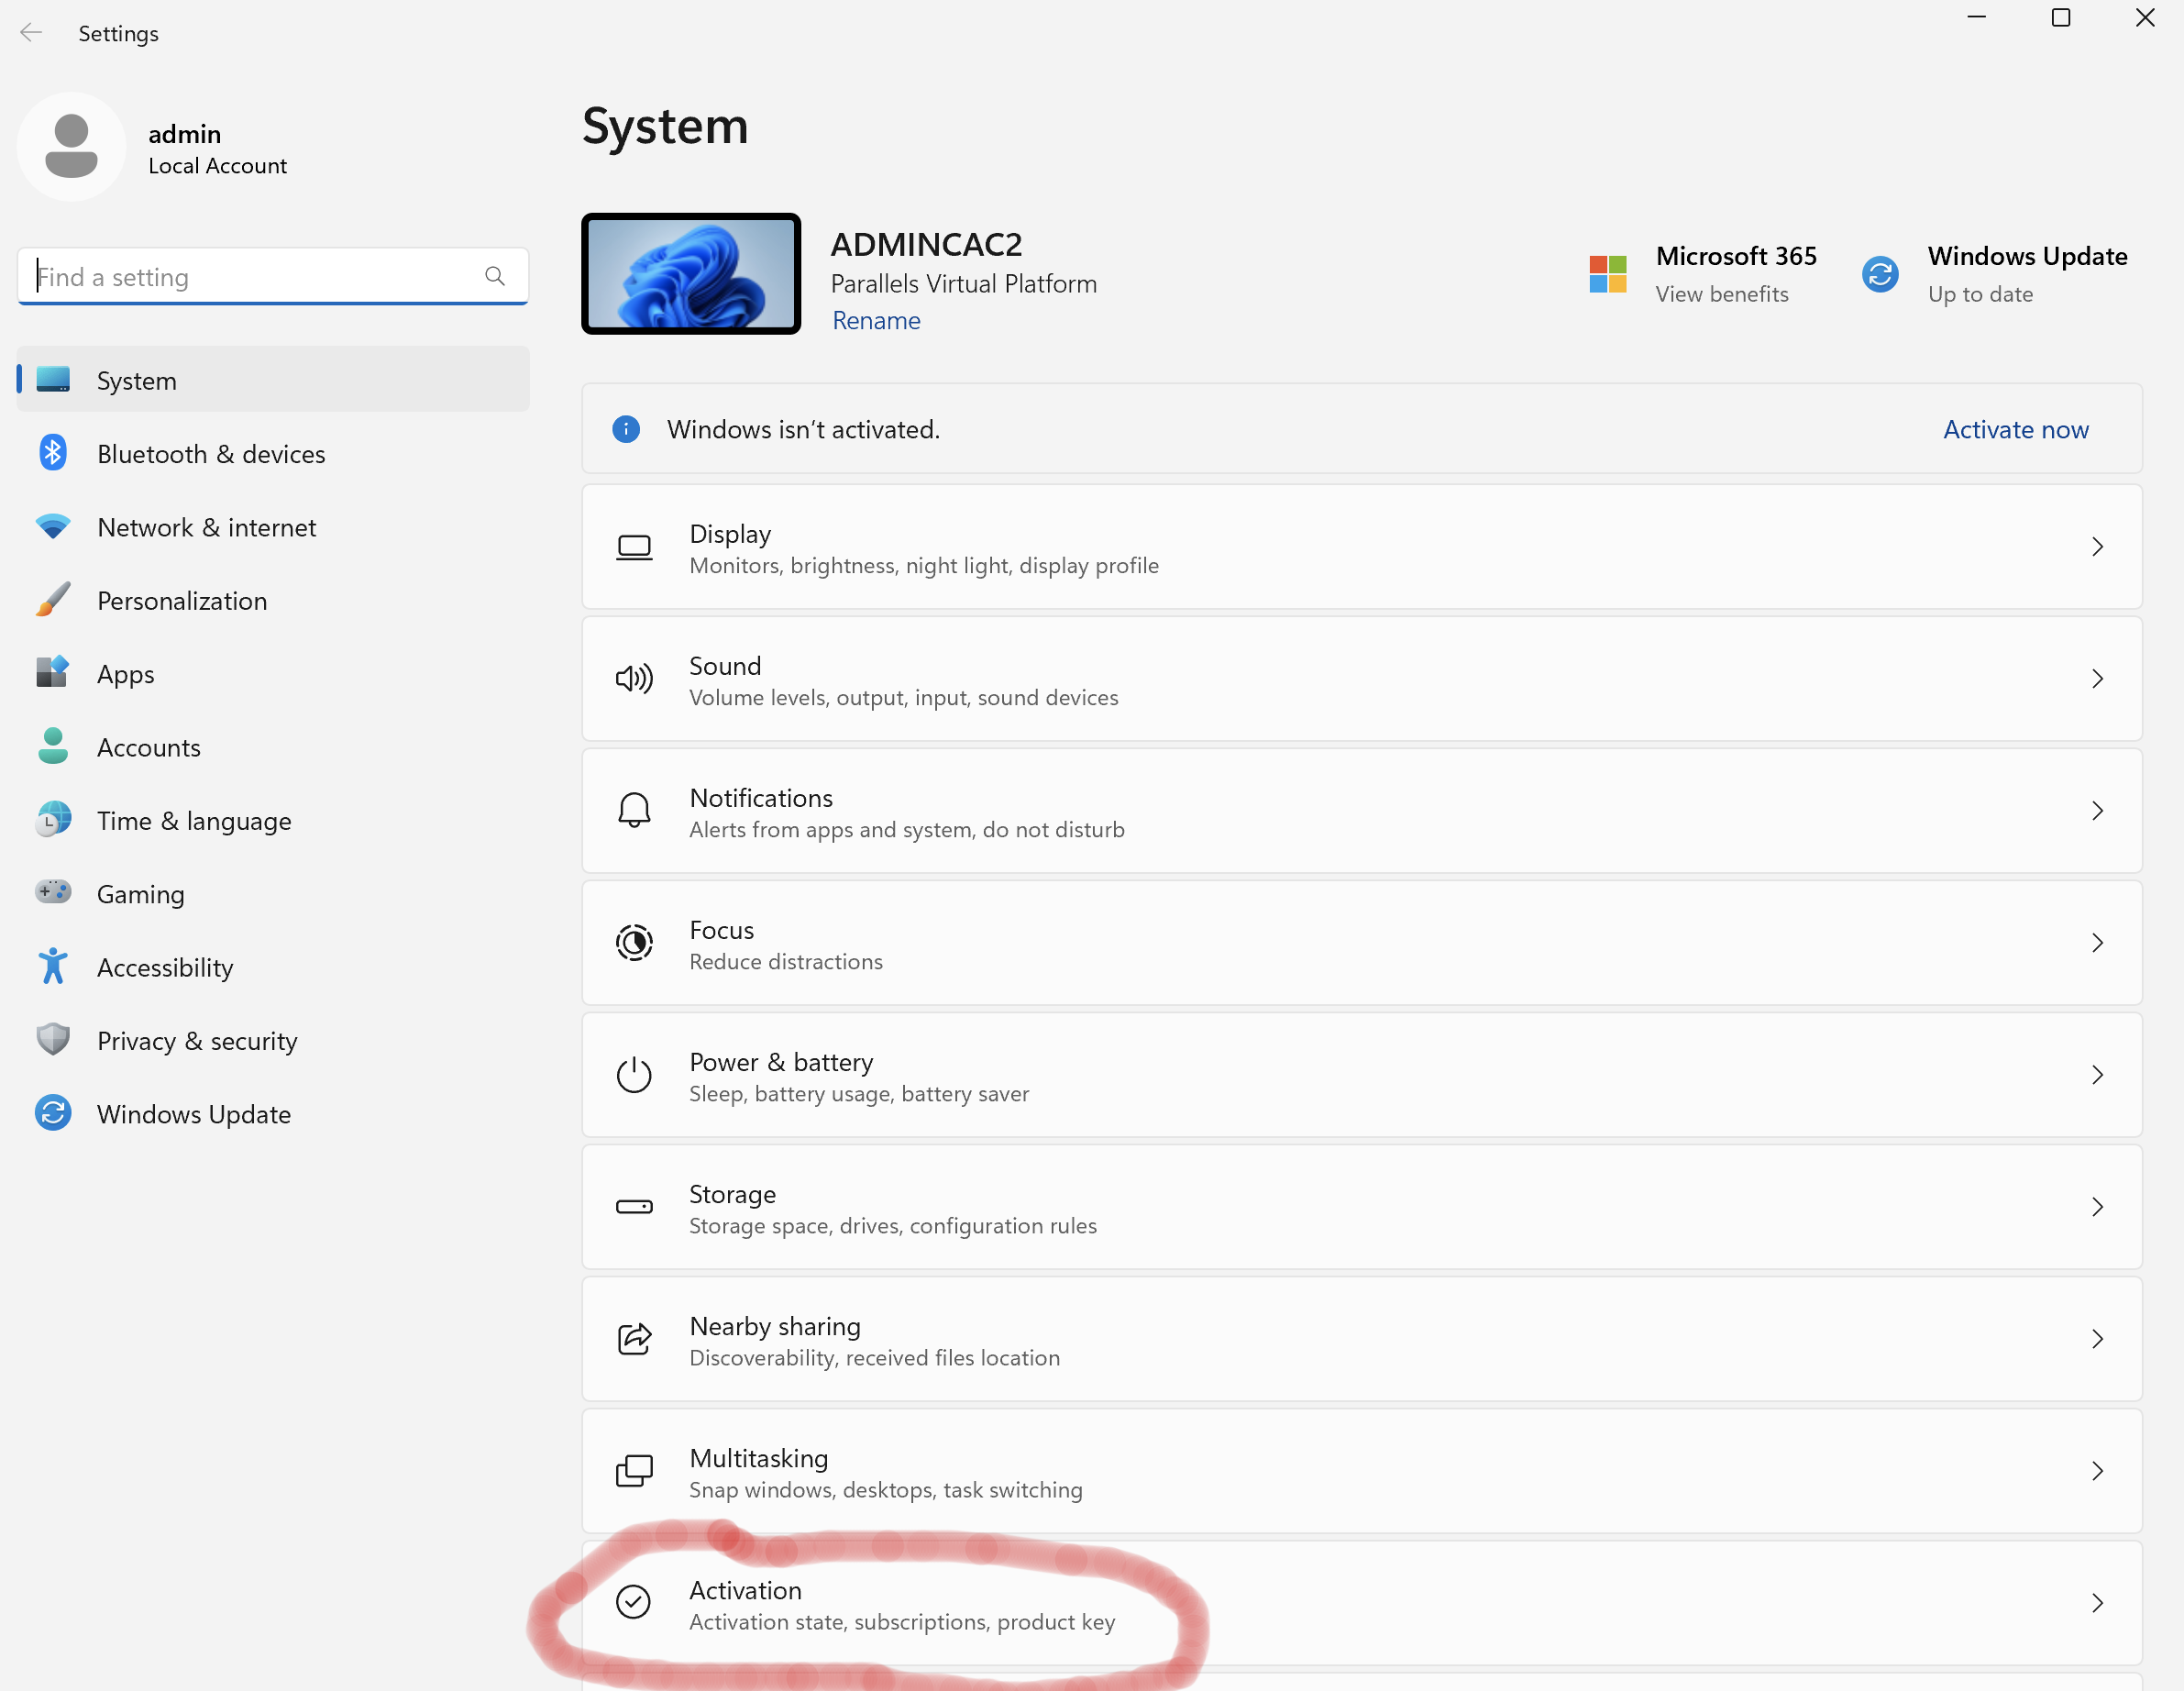 Settings
admin
Local Account
Find a setting
System
Bluetooth & devices
Network & internet
Personalization
Apps
Accounts
Time & language
Gaming
Accessibility
Privacy & security
Windows Update
System
ADMINCAC2
Parallels Virtual Platform
Rename
Microsoft 365
View benefits
Windows Update
Up to date
Windows isn't activated.
Activate now
Display
Monitors, brightness, night light, display profile
Sound
Volume levels, output, input, sound devices
Notifications
Alerts from apps and system, do not disturb
Focus
Reduce distractions
Power & battery
Sleep, battery usage, battery saver
Storage
Storage space, drives, configuration rules
Nearby sharing
Discoverability, received files location
Multitasking
Snap windows, desktops, task switching
Activation
Activation state, subscriptions, product key